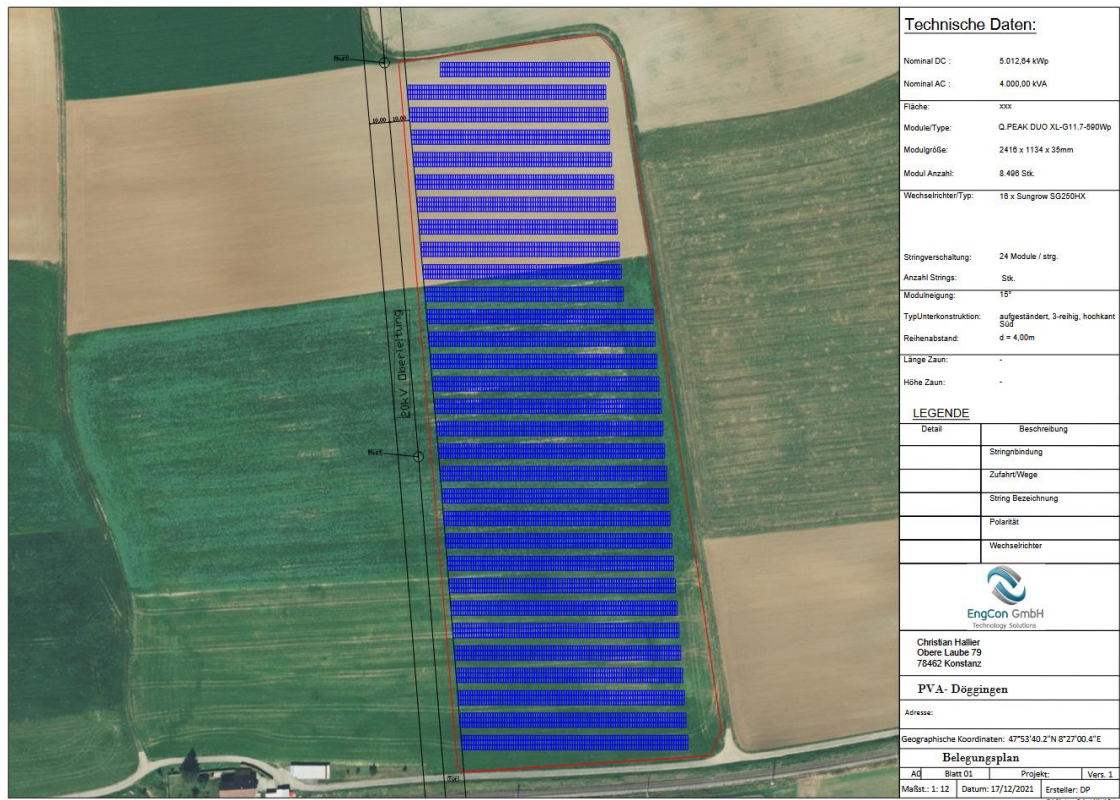 Mast
10,00 10,00
20kV Oberleitung
Mast
Technische Daten:
Nominal DC : 5.012,64 kWp
Nominal AC : 4.000,00 kVA
Fläche: xxx
Module/Type: Q.PEAK DUO XL-G11.7-590Wp
Modulgröße: 2416 x 1134 x 35mm
Modul Anzahl: 8.496 Stk.
Wechselrichter/Typ: 16 x Sungrow SG250HX
Stringverschaltung: 24 Module / strg.
Anzahl Strings: Stk.
Modulneigung: 15°
TypUnterkonstruktion: aufgeständert, 3-reihig, hochkant
Süd
Reihenabstand: d = 4,00m
Länge Zaun: -
Höhe Zaun: -
LEGENDE
Detail Beschreibung
Stringnbindung
Zufahrt/Wege
String Bezeichnung
Polarität
Wechselrichter
EngCon GmbH
Technology Solutions
Christian Hallier
Obere Laube 79
78462 Konstanz
PVA- Döggingen
Adresse:
Geographische Koordinaten: 47°53'40.2"N 8°27'00.4"E
Belegungsplan
A0 Blatt 01 Projekt: Vers. 1
Maßst.: 1: 12 Datum: 17/12/2021 Ersteller: DP